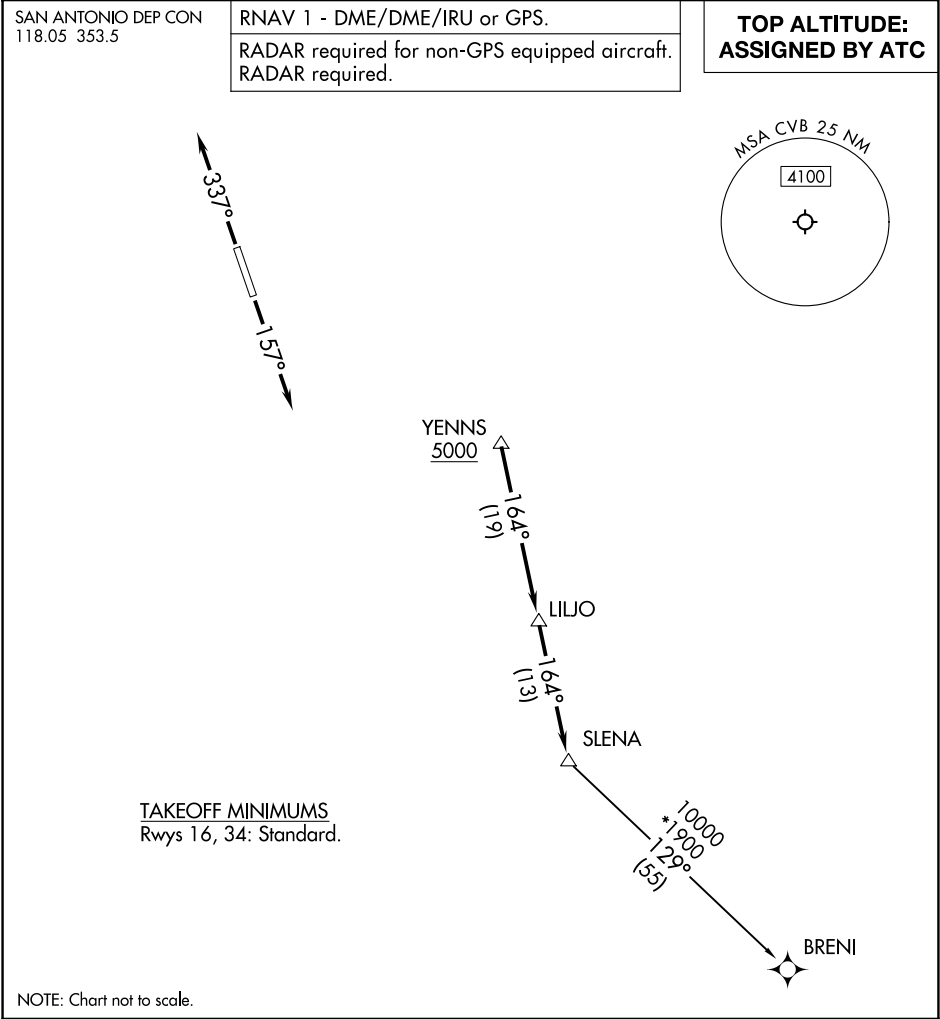 SAN ANTONIO DEP CON
118.05 353.5
RNAV 1 - DME/DME/IRU or GPS.
RADAR required for non-GPS equipped aircraft.
RADAR required.
TOP ALTITUDE:
ASSIGNED BY ATC
MSA CVB 25 NM
4100
337°
157°
YENNS
5000
164°
(19)
LILJO
164°
(13)
SLENA
10000
*1900
129°
(55)
BRENI
TAKEOFF MINIMUMS
Rwys 16, 34: Standard.
NOTE: Chart not to scale.